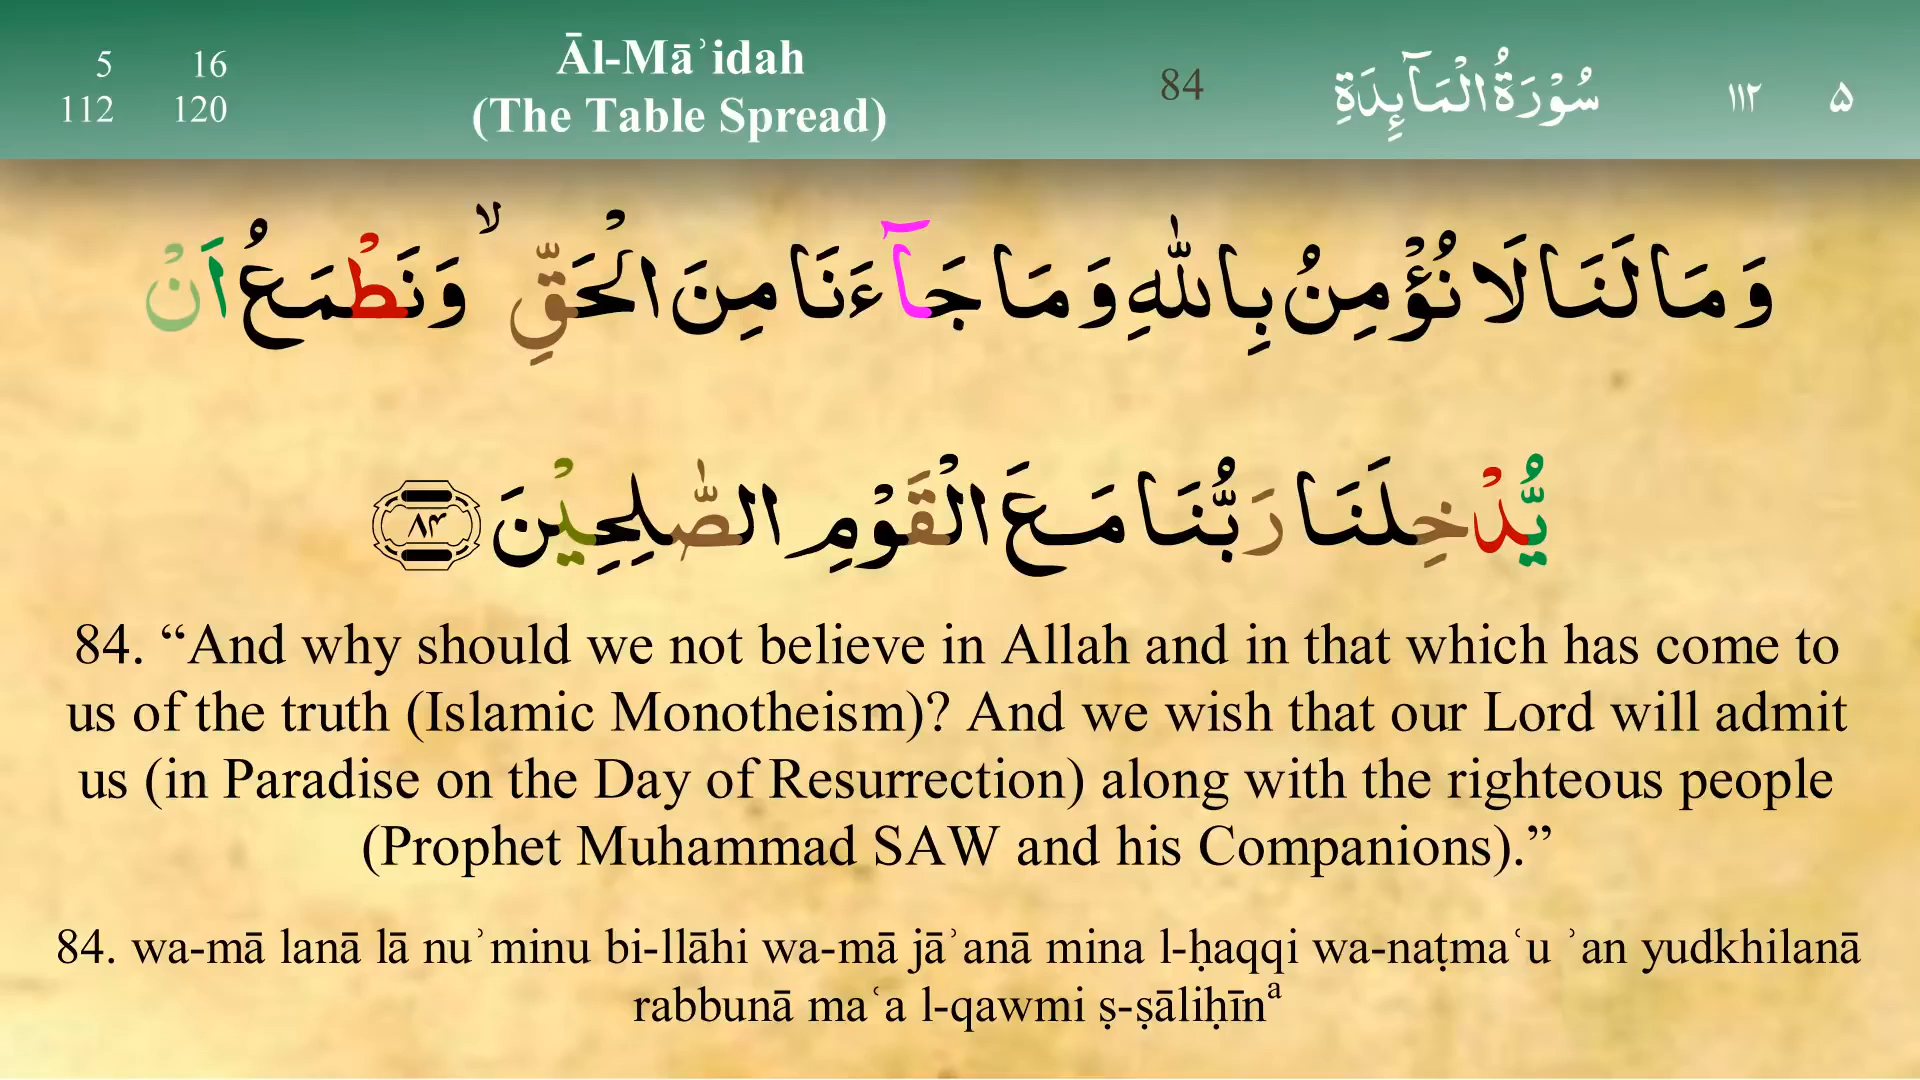 5 16
112 120
Āl-Māʾidah
(The Table Spread)
84
سُوْرَةُ الْمَآئِدَةِ
١١٢
۵
وَمَا لَنَا لَا نُؤْمِنُ بِاللّٰهِ وَمَا جَآءَنَا مِنَ الْحَقِّ ۙ وَنَطْمَعُ اَنْ
يُّدْخِلَنَا رَبُّنَا مَعَ الْقَوْمِ الصّٰلِحِيْنَ ﴿۸۴﴾
84. “And why should we not believe in Allah and in that which has come to
us of the truth (Islamic Monotheism)? And we wish that our Lord will admit
us (in Paradise on the Day of Resurrection) along with the righteous people
(Prophet Muhammad SAW and his Companions).”
84. wa-mā lanā lā nuʾminu bi-llāhi wa-mā jāʾanā mina l-ḥaqqi wa-naṭmaʿu ʾan yudkhilanā
rabbunā maʿa l-qawmi ṣ-ṣāliḥīnᵃ